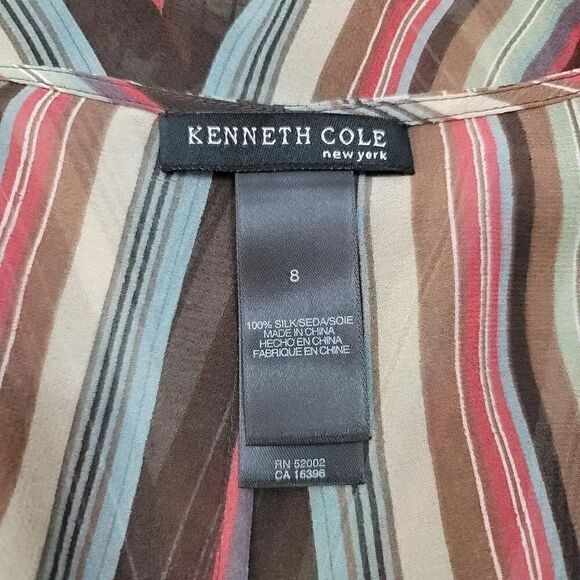 KENNETH COLE
new york
8
100% SILK/SEDA/SOIE
MADE IN CHINA
HECHO EN CHINA
FABRIQUE EN CHINE
RN 52002
CA 16396